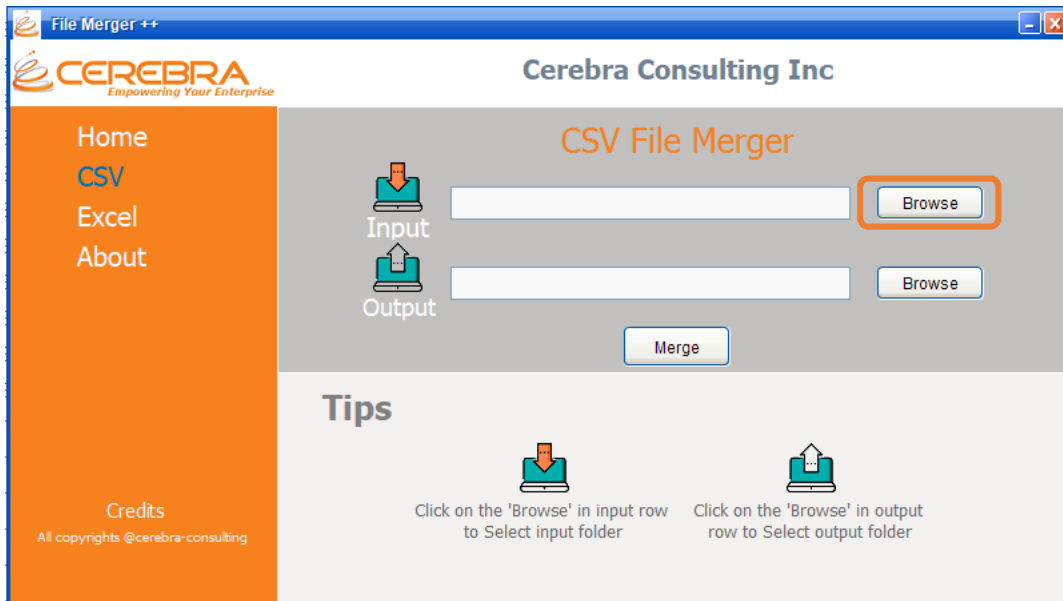 File Merger ++
CEREBRA
Empowering Your Enterprise
Cerebra Consulting Inc
Home
CSV
Excel
About
CSV File Merger
Input
Browse
Output
Browse
Merge
Tips
Click on the 'Browse' in input row
to Select input folder
Click on the 'Browse' in output
row to Select output folder
Credits
All copyrights @cerebra-consulting